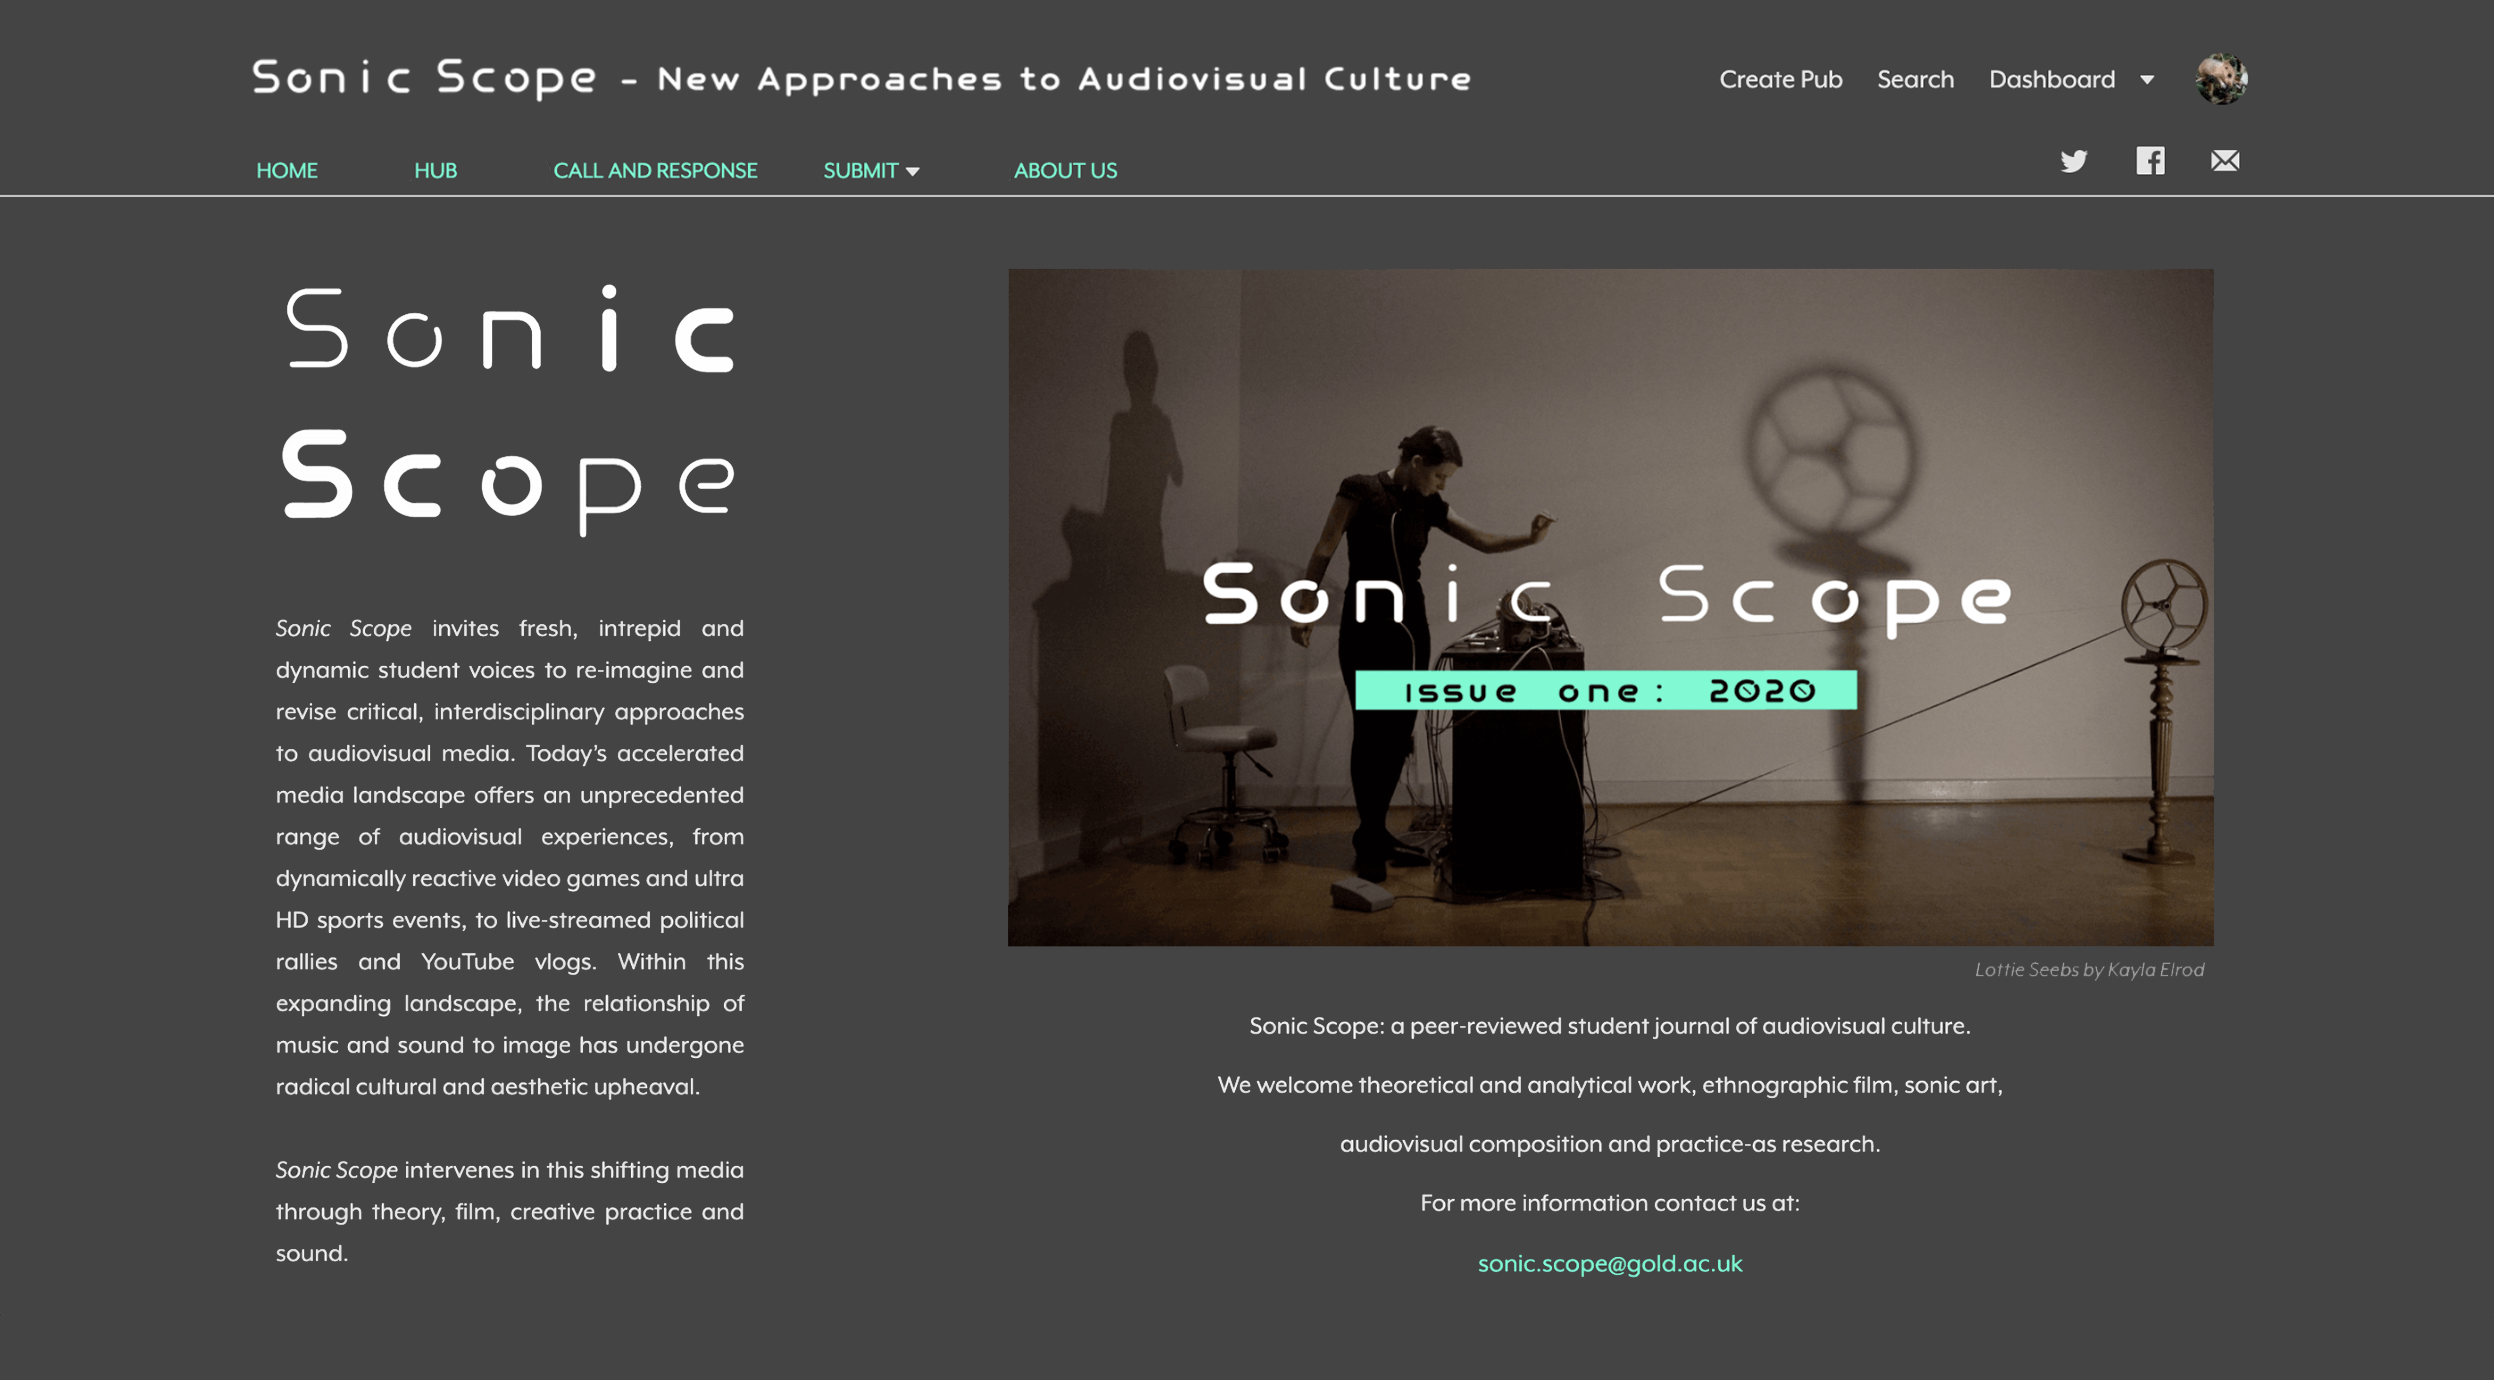 Sonic Scope – New Approaches to Audiovisual Culture
Create Pub Search Dashboard
HOME HUB CALL AND RESPONSE SUBMIT ABOUT US
Sonic
Scope
Sonic Scope invites fresh, intrepid and
dynamic student voices to re-imagine and
revise critical, interdisciplinary approaches
to audiovisual media. Today’s accelerated
media landscape offers an unprecedented
range of audiovisual experiences, from
dynamically reactive video games and ultra
HD sports events, to live-streamed political
rallies and YouTube vlogs. Within this
expanding landscape, the relationship of
music and sound to image has undergone
radical cultural and aesthetic upheaval.
Sonic Scope intervenes in this shifting media
through theory, film, creative practice and
sound.
Sonic Scope
Issue one: 2020
Lottie Seebs by Kayla Elrod
Sonic Scope: a peer-reviewed student journal of audiovisual culture.
We welcome theoretical and analytical work, ethnographic film, sonic art,
audiovisual composition and practice-as research.
For more information contact us at:
sonic.scope@gold.ac.uk